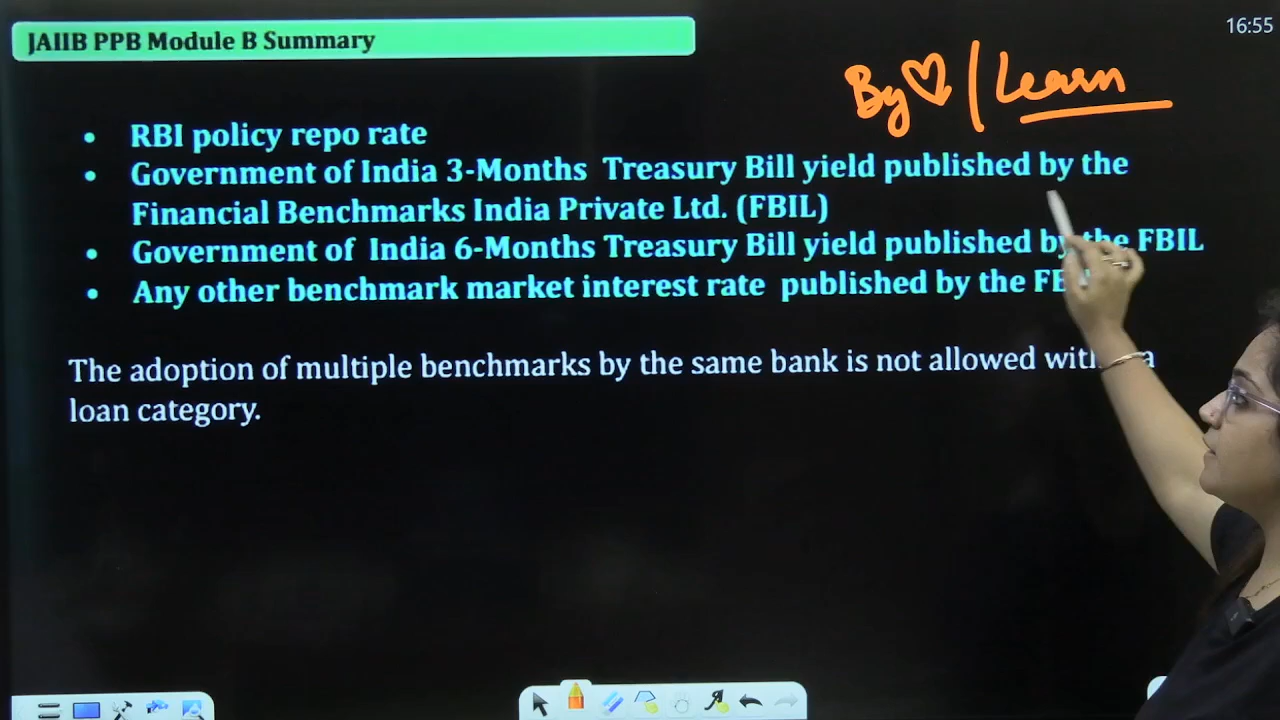 16:55
JAIIB PPB Module B Summary
By ♡ | Learn
• RBI policy repo rate
• Government of India 3-Months Treasury Bill yield published by the
Financial Benchmarks India Private Ltd. (FBIL)
• Government of India 6-Months Treasury Bill yield published by the FBIL
• Any other benchmark market interest rate published by the
The adoption of multiple benchmarks by the same bank is not allowed a
loan category.